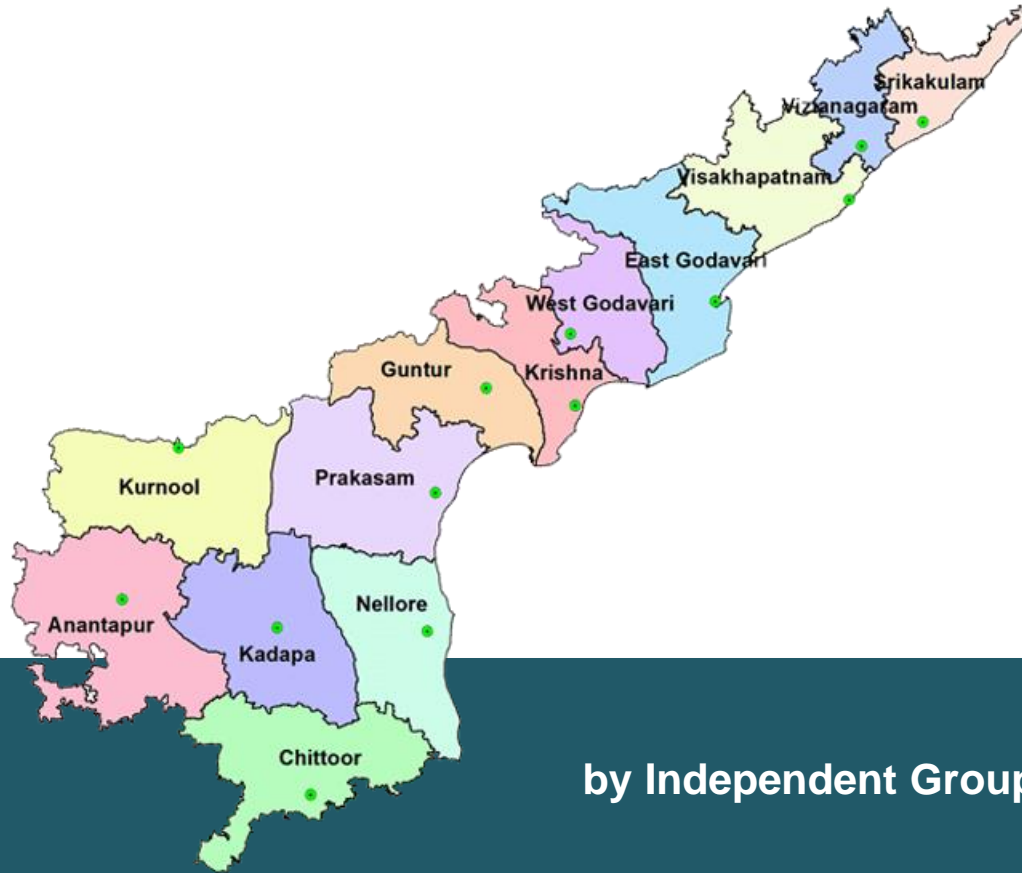 Srikakulam
Vizianagaram
Visakhapatnam
East Godavari
West Godavari
Guntur
Krishna
Prakasam
Kurnool
Nellore
Anantapur
Kadapa
Chittoor
by Independent Group